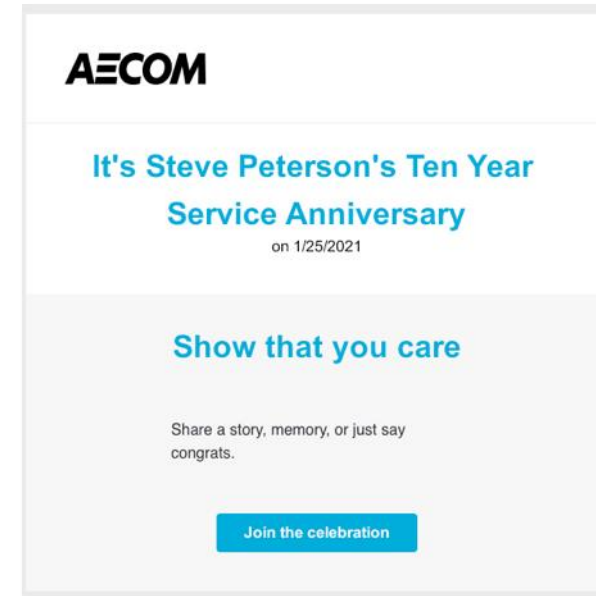 AECOM
It's Steve Peterson's Ten Year
Service Anniversary
on 1/25/2021
Show that you care
Share a story, memory, or just say
congrats.
Join the celebration